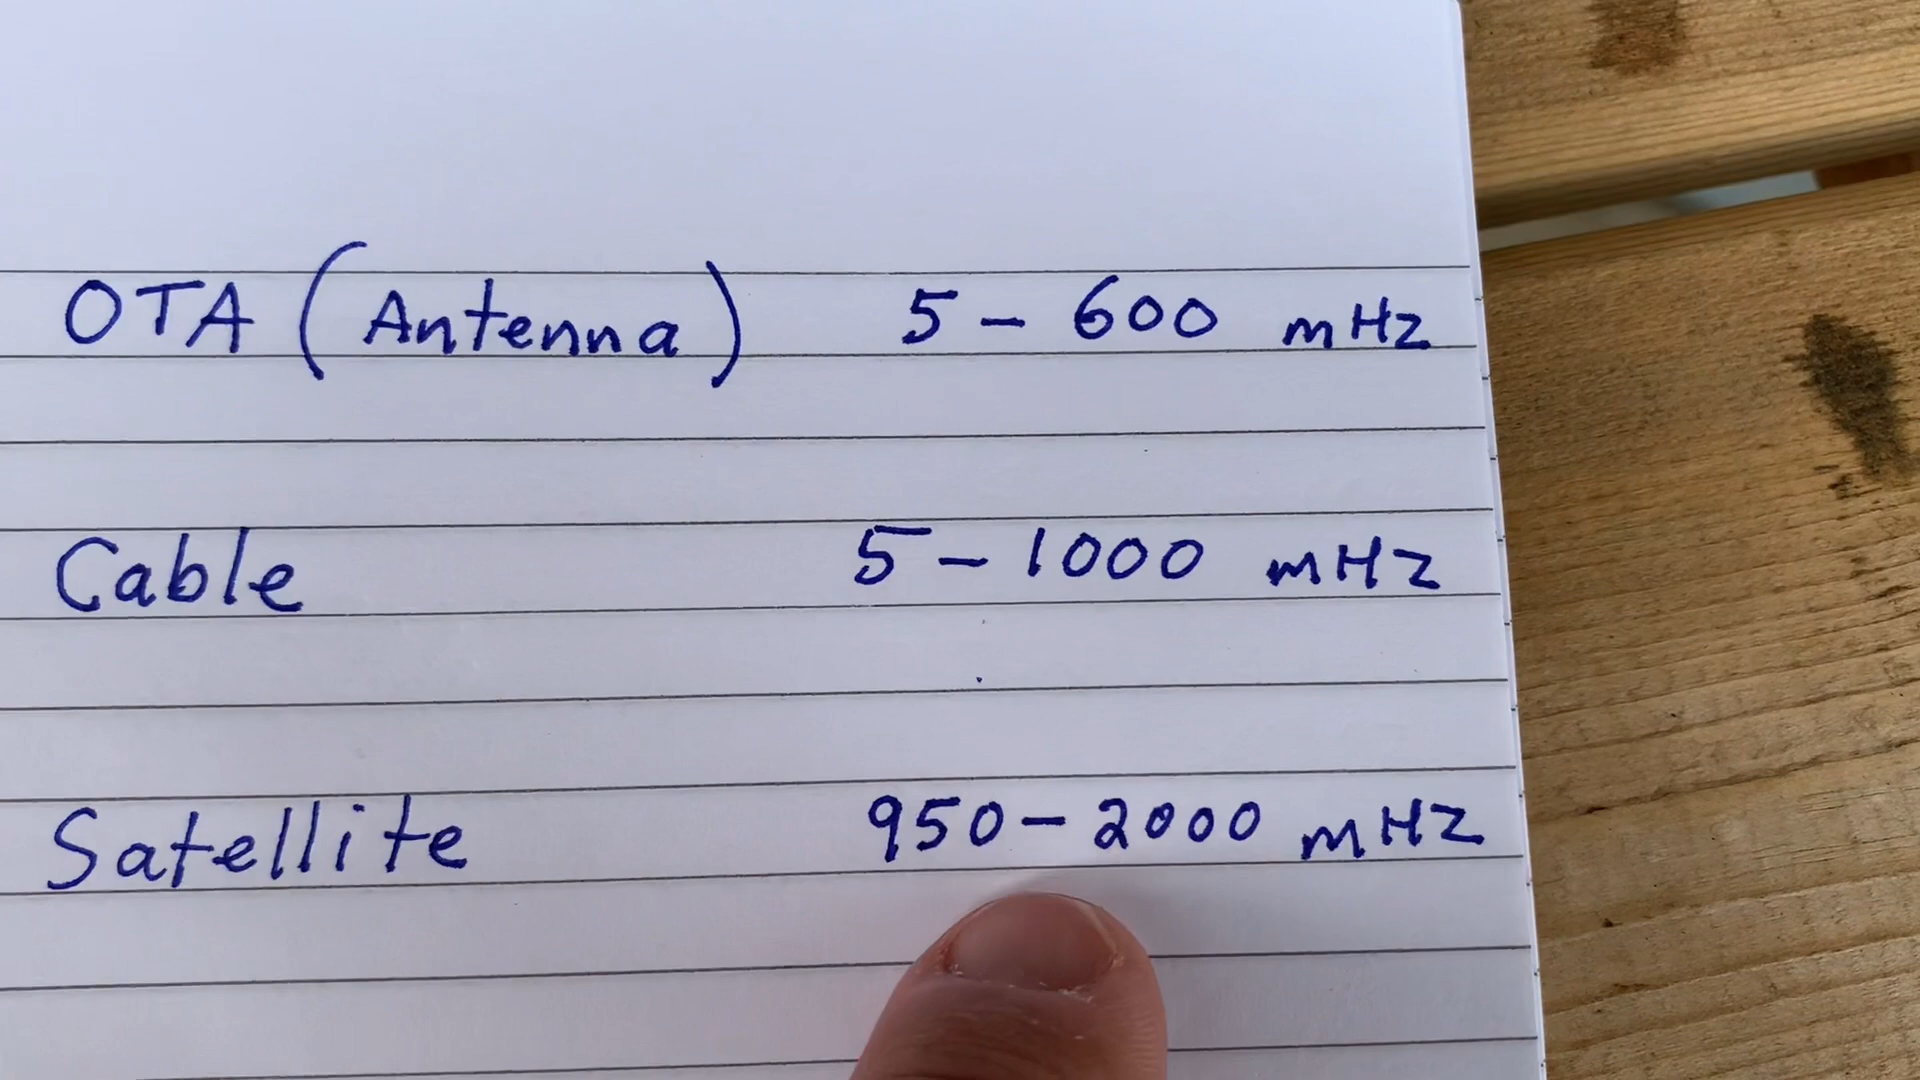 OTA (Antenna) 5 - 600 mHz
Cable 5 - 1000 mHz
Satellite 950 - 2000 mHz